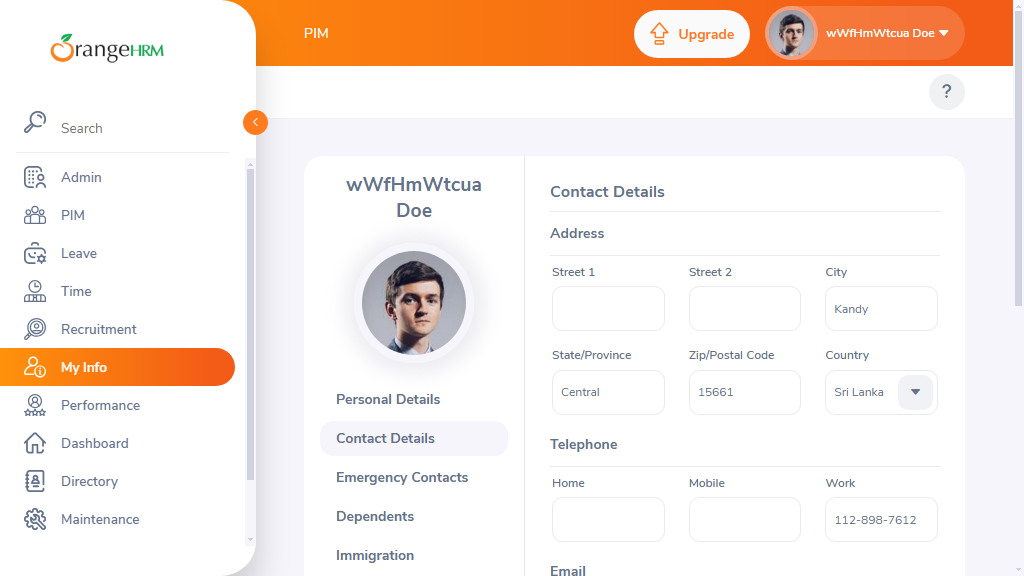 OrangeHRM
PIM
Upgrade
wWfHmWtcua Doe
?
Search
Admin
PIM
Leave
Time
Recruitment
My Info
Performance
Dashboard
Directory
Maintenance
wWfHmWtcua
Doe
Personal Details
Contact Details
Emergency Contacts
Dependents
Immigration
Contact Details
Address
Street 1 Street 2 City
Kandy
State/Province Zip/Postal Code Country
Central 15661 Sri Lanka
Telephone
Home Mobile Work
112-898-7612
Email